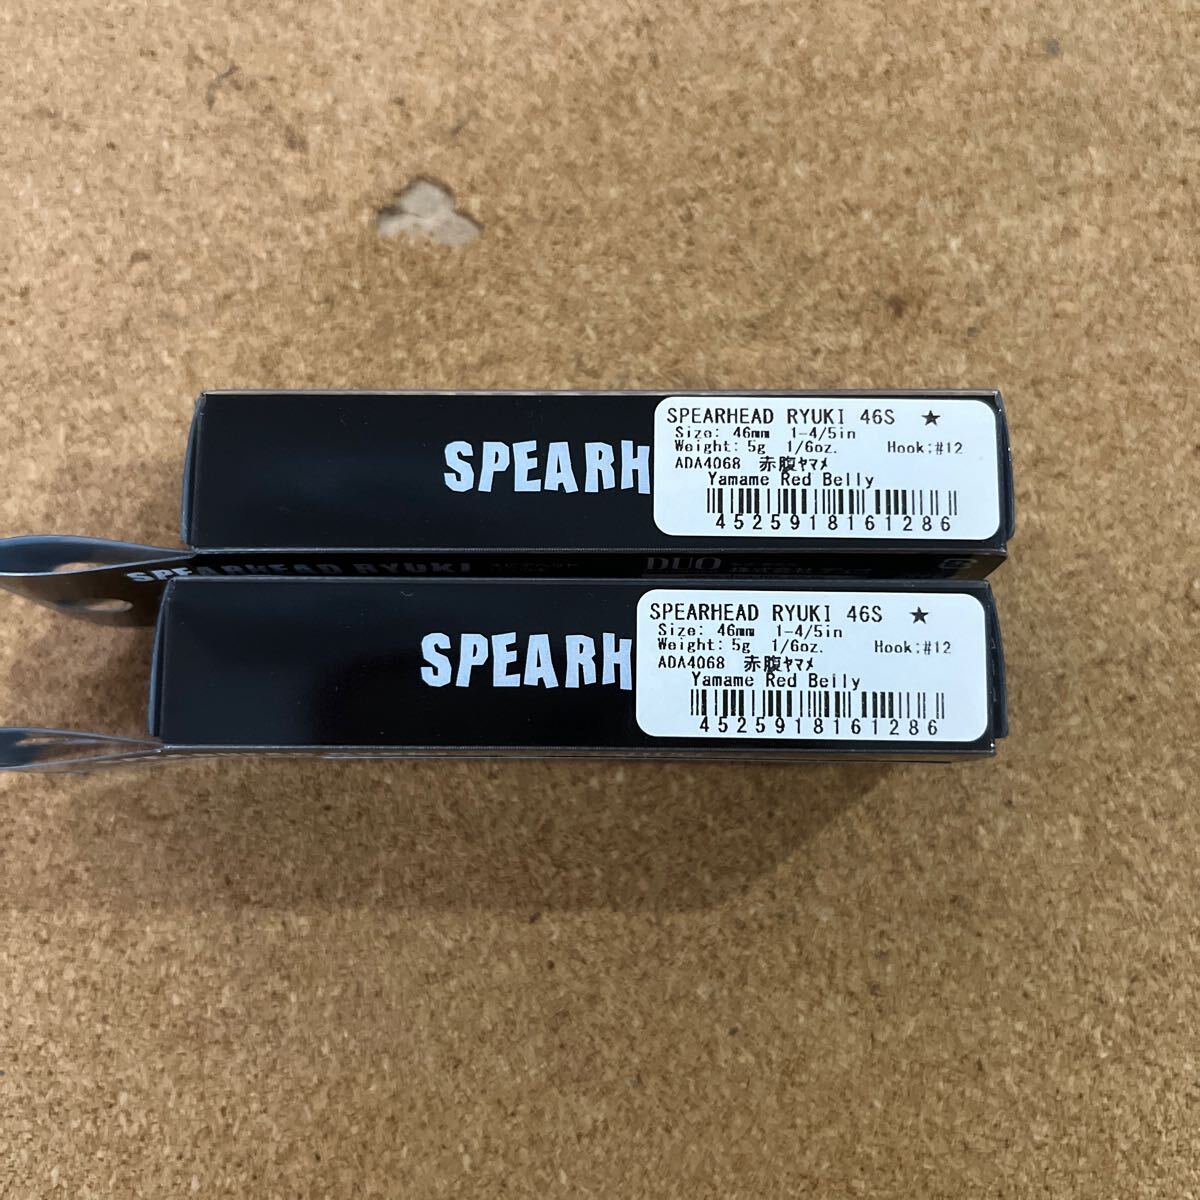 SPEARH
SPEARHEAD RYUKI 46S ★
Size: 46mm 1-4/5in
Weight: 5g 1/6oz. Hook:#12
ADA4068 赤腹ヤマメ
Yamame Red Belly
4525918161286
SPEARHEAD RYUKI DUO
SPEARH
SPEARHEAD RYUKI 46S ★
Size: 46mm 1-4/5in
Weight: 5g 1/6oz. Hook:#12
ADA4068 赤腹ヤマメ
Yamame Red Belly
4525918161286